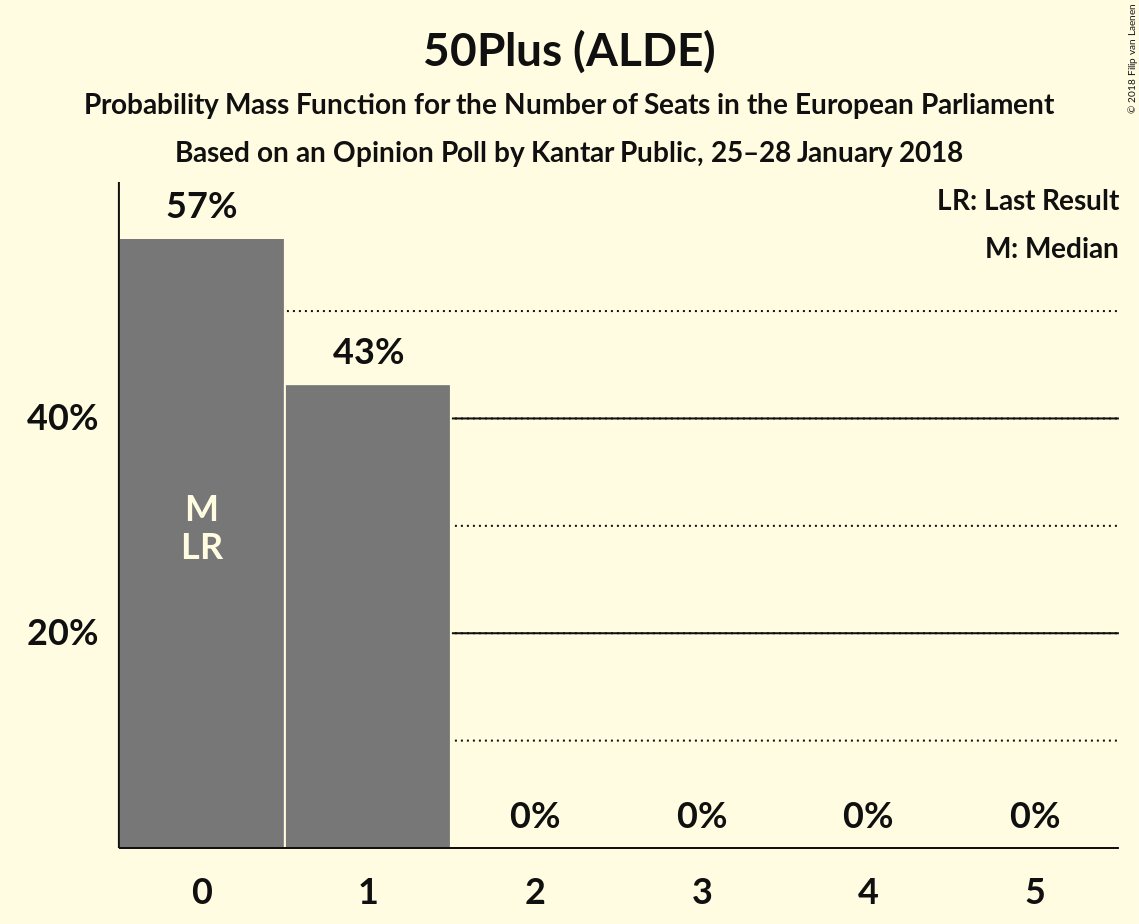 50Plus (ALDE)
Probability Mass Function for the Number of Seats in the European Parliament
Based on an Opinion Poll by Kantar Public, 25–28 January 2018
© 2018 Filip van Laenen
LR: Last Result
M: Median
57%
43%
40%
M
LR
20%
0% 0% 0% 0%
0 1 2 3 4 5